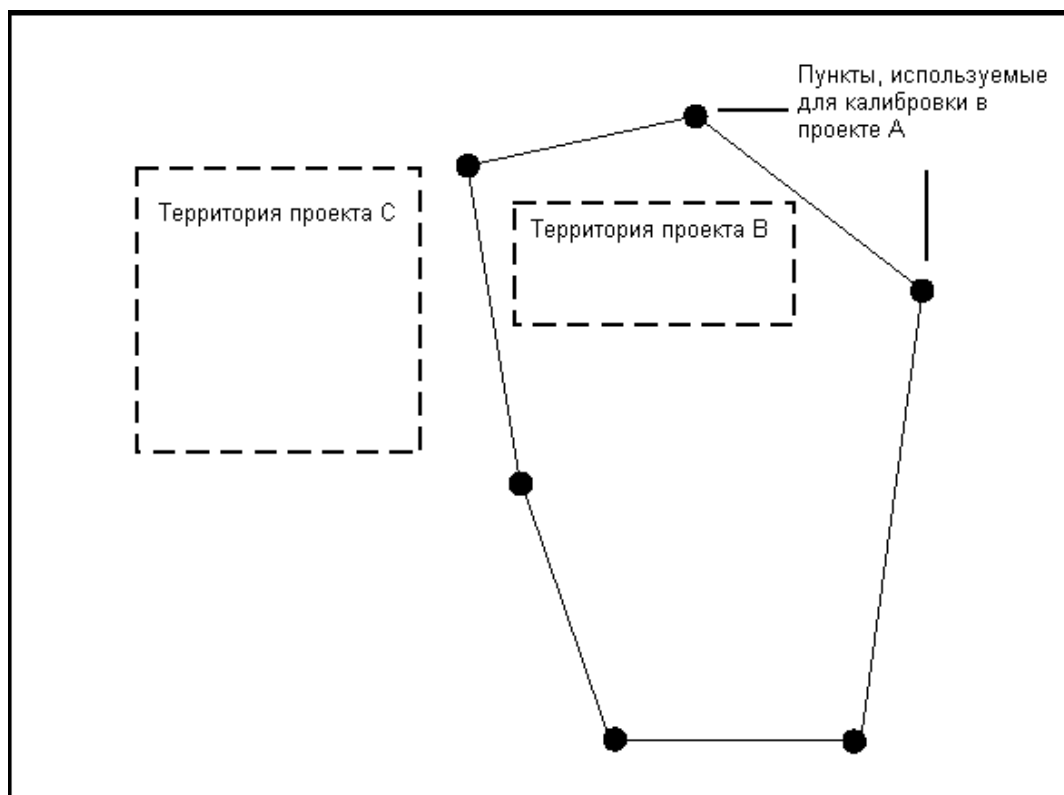 Пункты, используемые
для калибровки в
проекте А
Территория проекта С
Территория проекта В